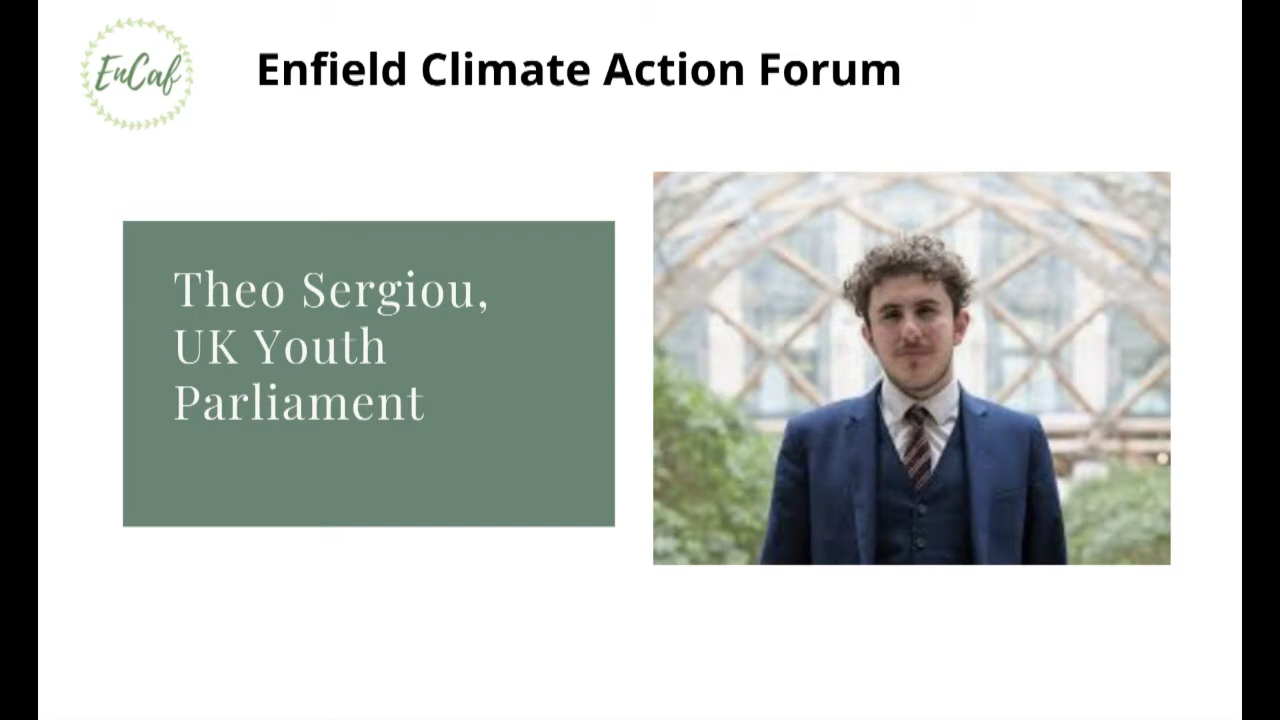 EnCaf
Enfield Climate Action Forum
Theo Sergiou,
UK Youth
Parliament